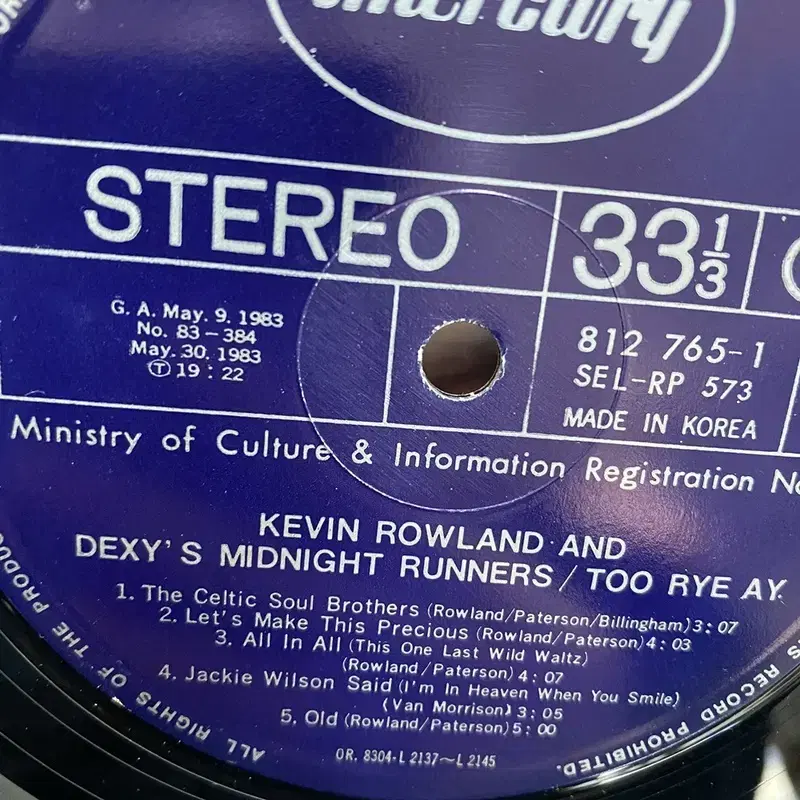 Mercury
STEREO
33 1/3
G. A. May. 9. 1983
No. 83-384
May. 30. 1983
Ⓣ 19 : 22
812 765-1
SEL-RP 573
MADE IN KOREA
Ministry of Culture & Information Registration No
KEVIN ROWLAND AND
DEXY'S MIDNIGHT RUNNERS / TOO RYE AY
1. The Celtic Soul Brothers (Rowland/Paterson/Billingham) 3 : 07
2. Let's Make This Precious (Rowland/Paterson) 4 : 03
3. All In All (This One Last Wild Waltz)
(Rowland/Paterson) 4 : 07
4. Jackie Wilson Said (I'm In Heaven When You Smile)
(Van Morrison) 3 : 05
5. Old (Rowland/Paterson) 5 : 00
OR. 8304-L 2137~L 2145
ALL RIGHTS OF THE
RECORD PROHIBITED.